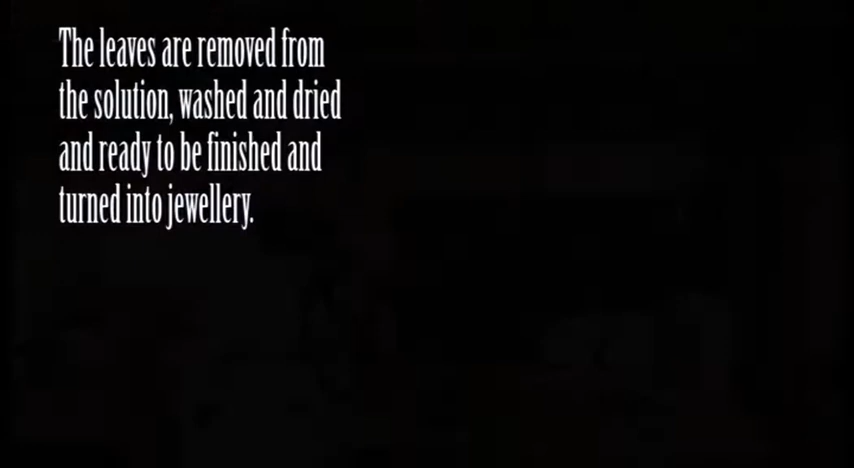 The leaves are removed from
the solution, washed and dried
and ready to be finished and
turned into jewellery.